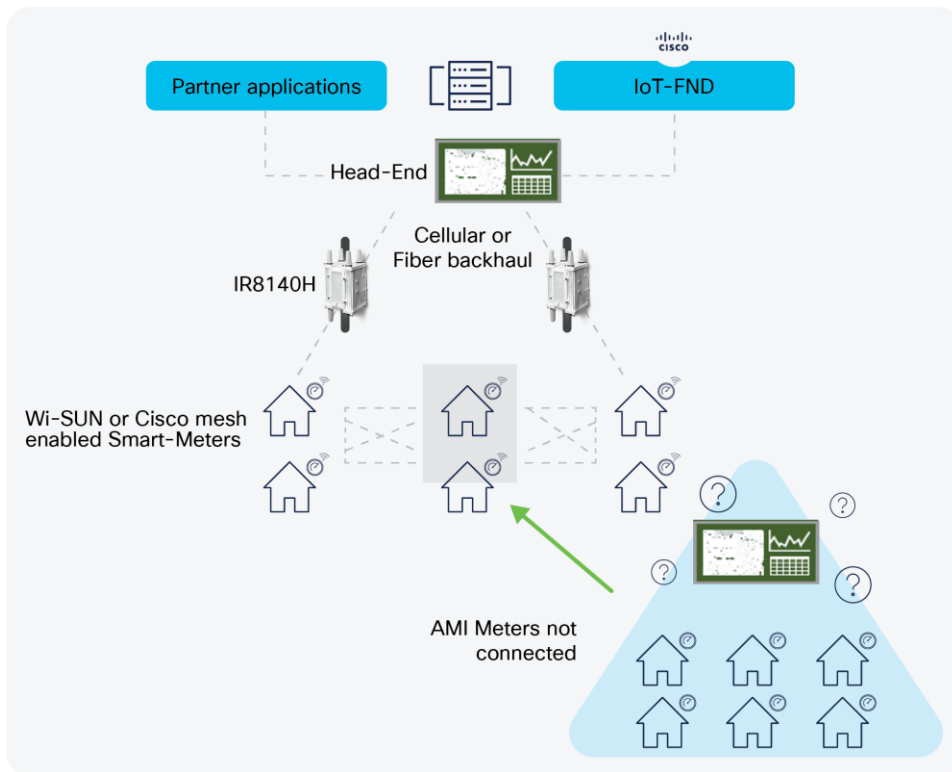 CISCO
Partner applications
IoT-FND
Head-End
Cellular or
Fiber backhaul
IR8140H
Wi-SUN or Cisco mesh
enabled Smart-Meters
?
?
?
?
AMI Meters not
connected